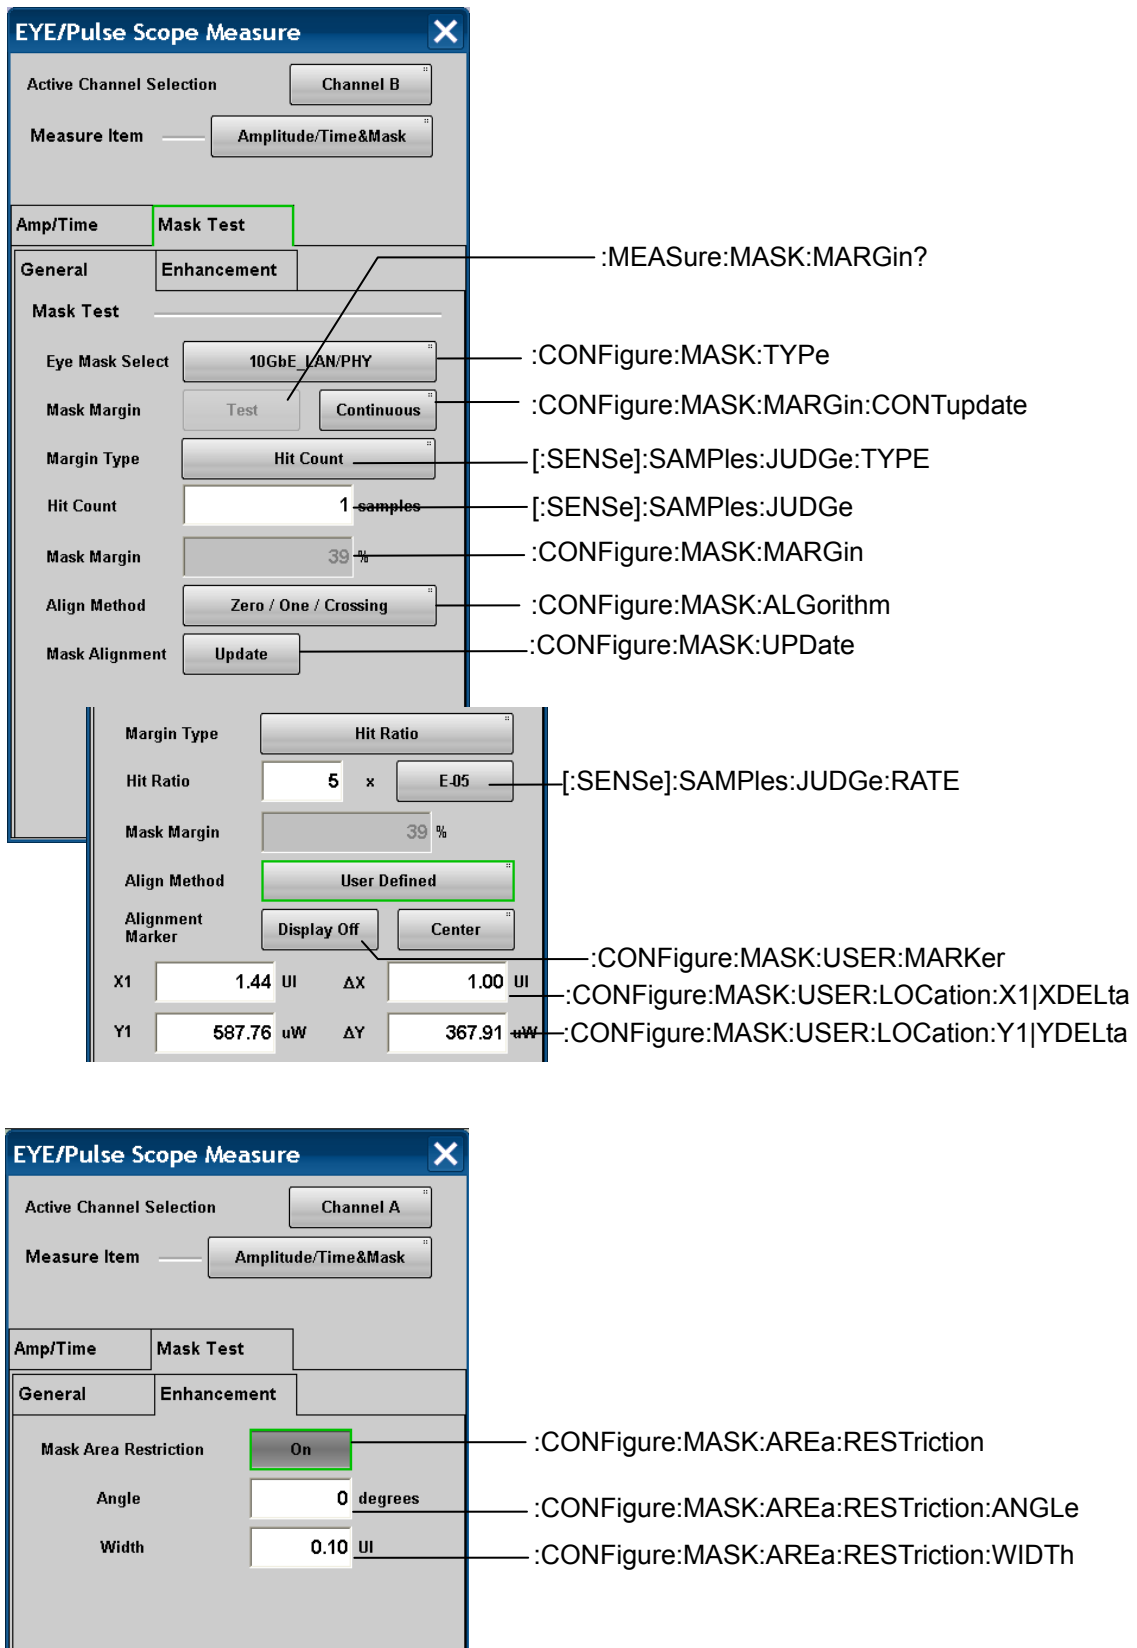 EYE/Pulse Scope Measure
Active Channel Selection Channel B
Measure Item Amplitude/Time&Mask
Amp/Time Mask Test
General Enhancement
:MEASure:MASK:MARGin?
Mask Test
Eye Mask Select 10GbE_LAN/PHY :CONFigure:MASK:TYPe
Mask Margin Test Continuous :CONFigure:MASK:MARGin:CONTupdate
Margin Type Hit Count [:SENSe]:SAMPles:JUDGe:TYPE
Hit Count 1 samples [:SENSe]:SAMPles:JUDGe
Mask Margin 39 % :CONFigure:MASK:MARGin
Align Method Zero / One / Crossing :CONFigure:MASK:ALGorithm
Mask Alignment Update :CONFigure:MASK:UPDate
Margin Type Hit Ratio
Hit Ratio 5 x E-05 [:SENSe]:SAMPles:JUDGe:RATE
Mask Margin 39 %
Align Method User Defined
Alignment Marker Display Off Center
:CONFigure:MASK:USER:MARKer
X1 1.44 UI ΔX 1.00 UI :CONFigure:MASK:USER:LOCation:X1|XDELta
Y1 587.76 uW ΔY 367.91 uW :CONFigure:MASK:USER:LOCation:Y1|YDELta
EYE/Pulse Scope Measure
Active Channel Selection Channel A
Measure Item Amplitude/Time&Mask
Amp/Time Mask Test
General Enhancement
Mask Area Restriction On :CONFigure:MASK:AREa:RESTriction
Angle 0 degrees :CONFigure:MASK:AREa:RESTriction:ANGLe
Width 0.10 UI :CONFigure:MASK:AREa:RESTriction:WIDTh